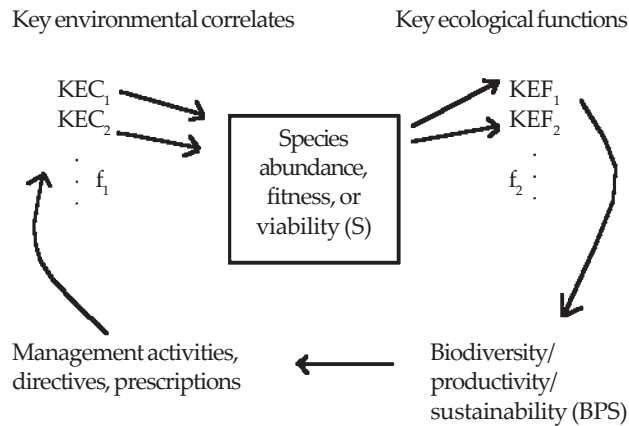 Key environmental correlates
Key ecological functions
KEC₁
KEC₂
f₁
Species
abundance,
fitness, or
viability (S)
KEF₁
KEF₂
f₂
Management activities,
directives, prescriptions
Biodiversity/
productivity/
sustainability (BPS)